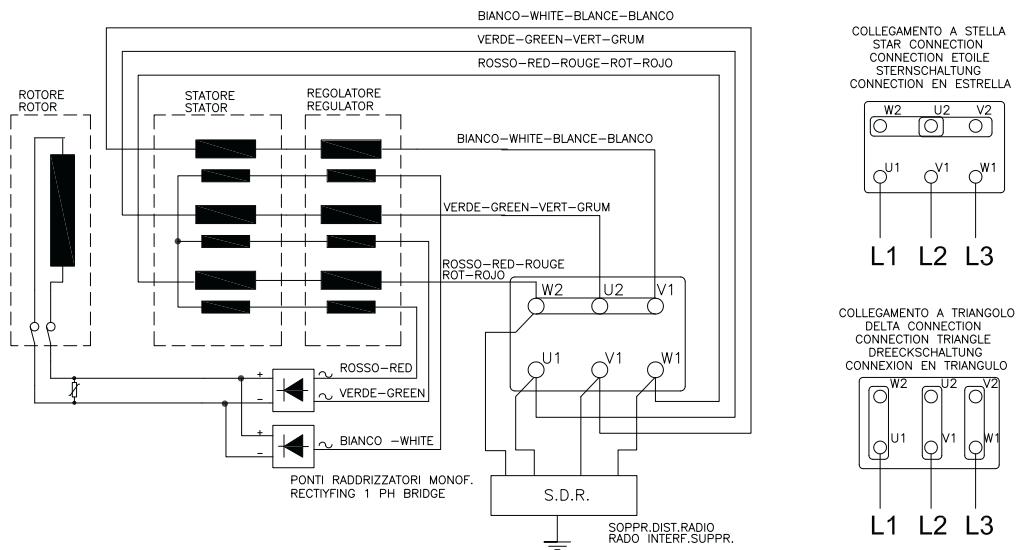 BIANCO-WHITE-BLANCE-BLANCO
VERDE-GREEN-VERT-GRUM
ROSSO-RED-ROUGE-ROT-ROJO
ROTORE
ROTOR
STATORE
STATOR
REGOLATORE
REGULATOR
BIANCO-WHITE-BLANCE-BLANCO
VERDE-GREEN-VERT-GRUM
ROSSO-RED-ROUGE
ROT-ROJO
W2 U2 V1
U1 V1 W1
+ ROSSO-RED
- VERDE-GREEN
+ BIANCO -WHITE
-
PONTI RADDRIZZATORI MONOF.
RECTIYFING 1 PH BRIDGE
S.D.R.
SOPPR.DIST.RADIO
RADO INTERF.SUPPR.
COLLEGAMENTO A STELLA
STAR CONNECTION
CONNECTION ETOILE
STERNSCHALTUNG
CONNECTION EN ESTRELLA
W2 U2 V2
U1 V1 W1
L1 L2 L3
COLLEGAMENTO A TRIANGOLO
DELTA CONNECTION
CONNECTION TRIANGLE
DREECKSCHALTUNG
CONNEXION EN TRIANGULO
W2 U2 V2
U1 V1 W1
L1 L2 L3